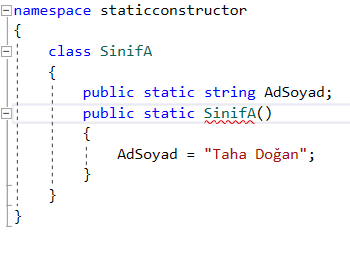 namespace staticconstructor
{
class SinifA
{
public static string AdSoyad;
public static SinifA()
{
AdSoyad = "Taha Doğan";
}
}
}